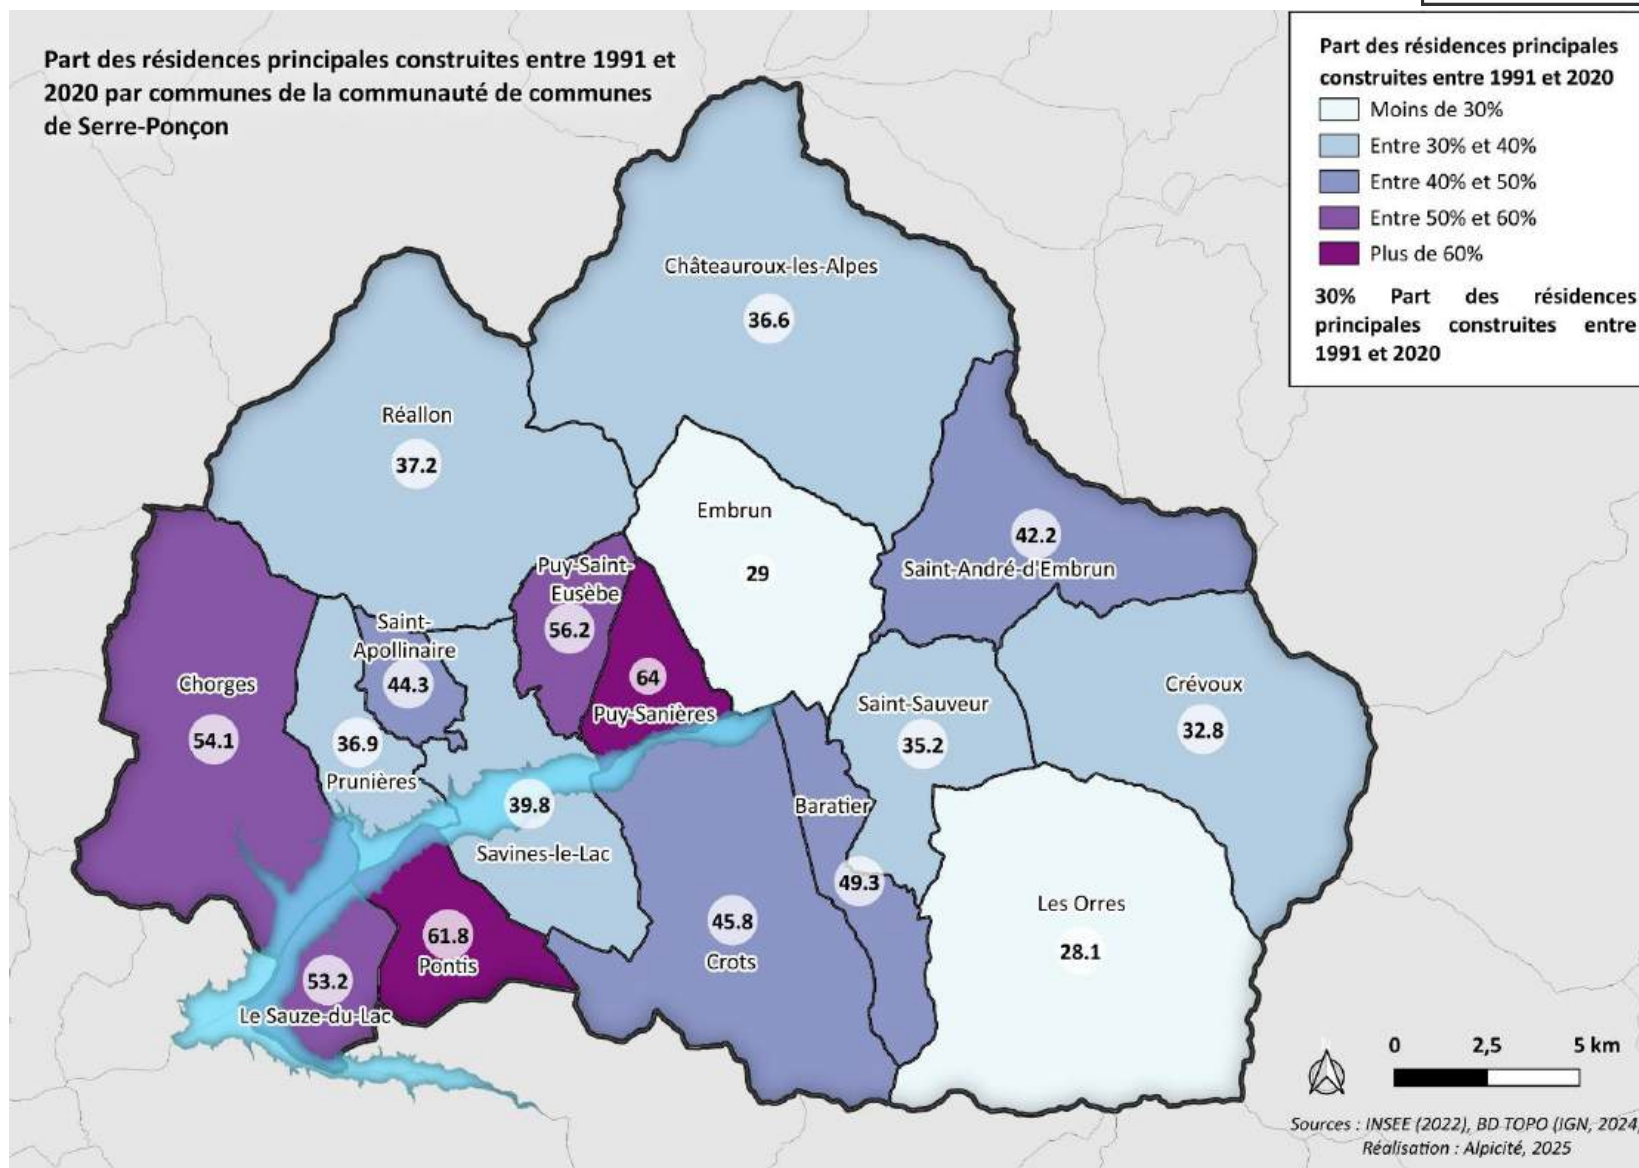 Part des résidences principales construites entre 1991 et
2020 par communes de la communauté de communes
de Serre-Ponçon
Part des résidences principales
construites entre 1991 et 2020
Moins de 30%
Entre 30% et 40%
Entre 40% et 50%
Entre 50% et 60%
Plus de 60%
30% Part des résidences
principales construites entre
1991 et 2020
Châteauroux-les-Alpes
36.6
Réallon
37.2
Embrun
29
42.2
Saint-André-d'Embrun
Puy-Saint-
Eusèbe
56.2
Saint-
Apollinaire
44.3
64
Puy-Sanières
Chorges
54.1
36.9
Prunières
Saint-Sauveur
35.2
Crévoux
32.8
39.8
Savines-le-Lac
Baratier
49.3
45.8
Crots
Les Orres
28.1
61.8
Pontis
53.2
Le Sauze-du-Lac
N
0 2,5 5 km
Sources : INSEE (2022), BD TOPO (IGN, 2024)
Réalisation : Alpicité, 2025